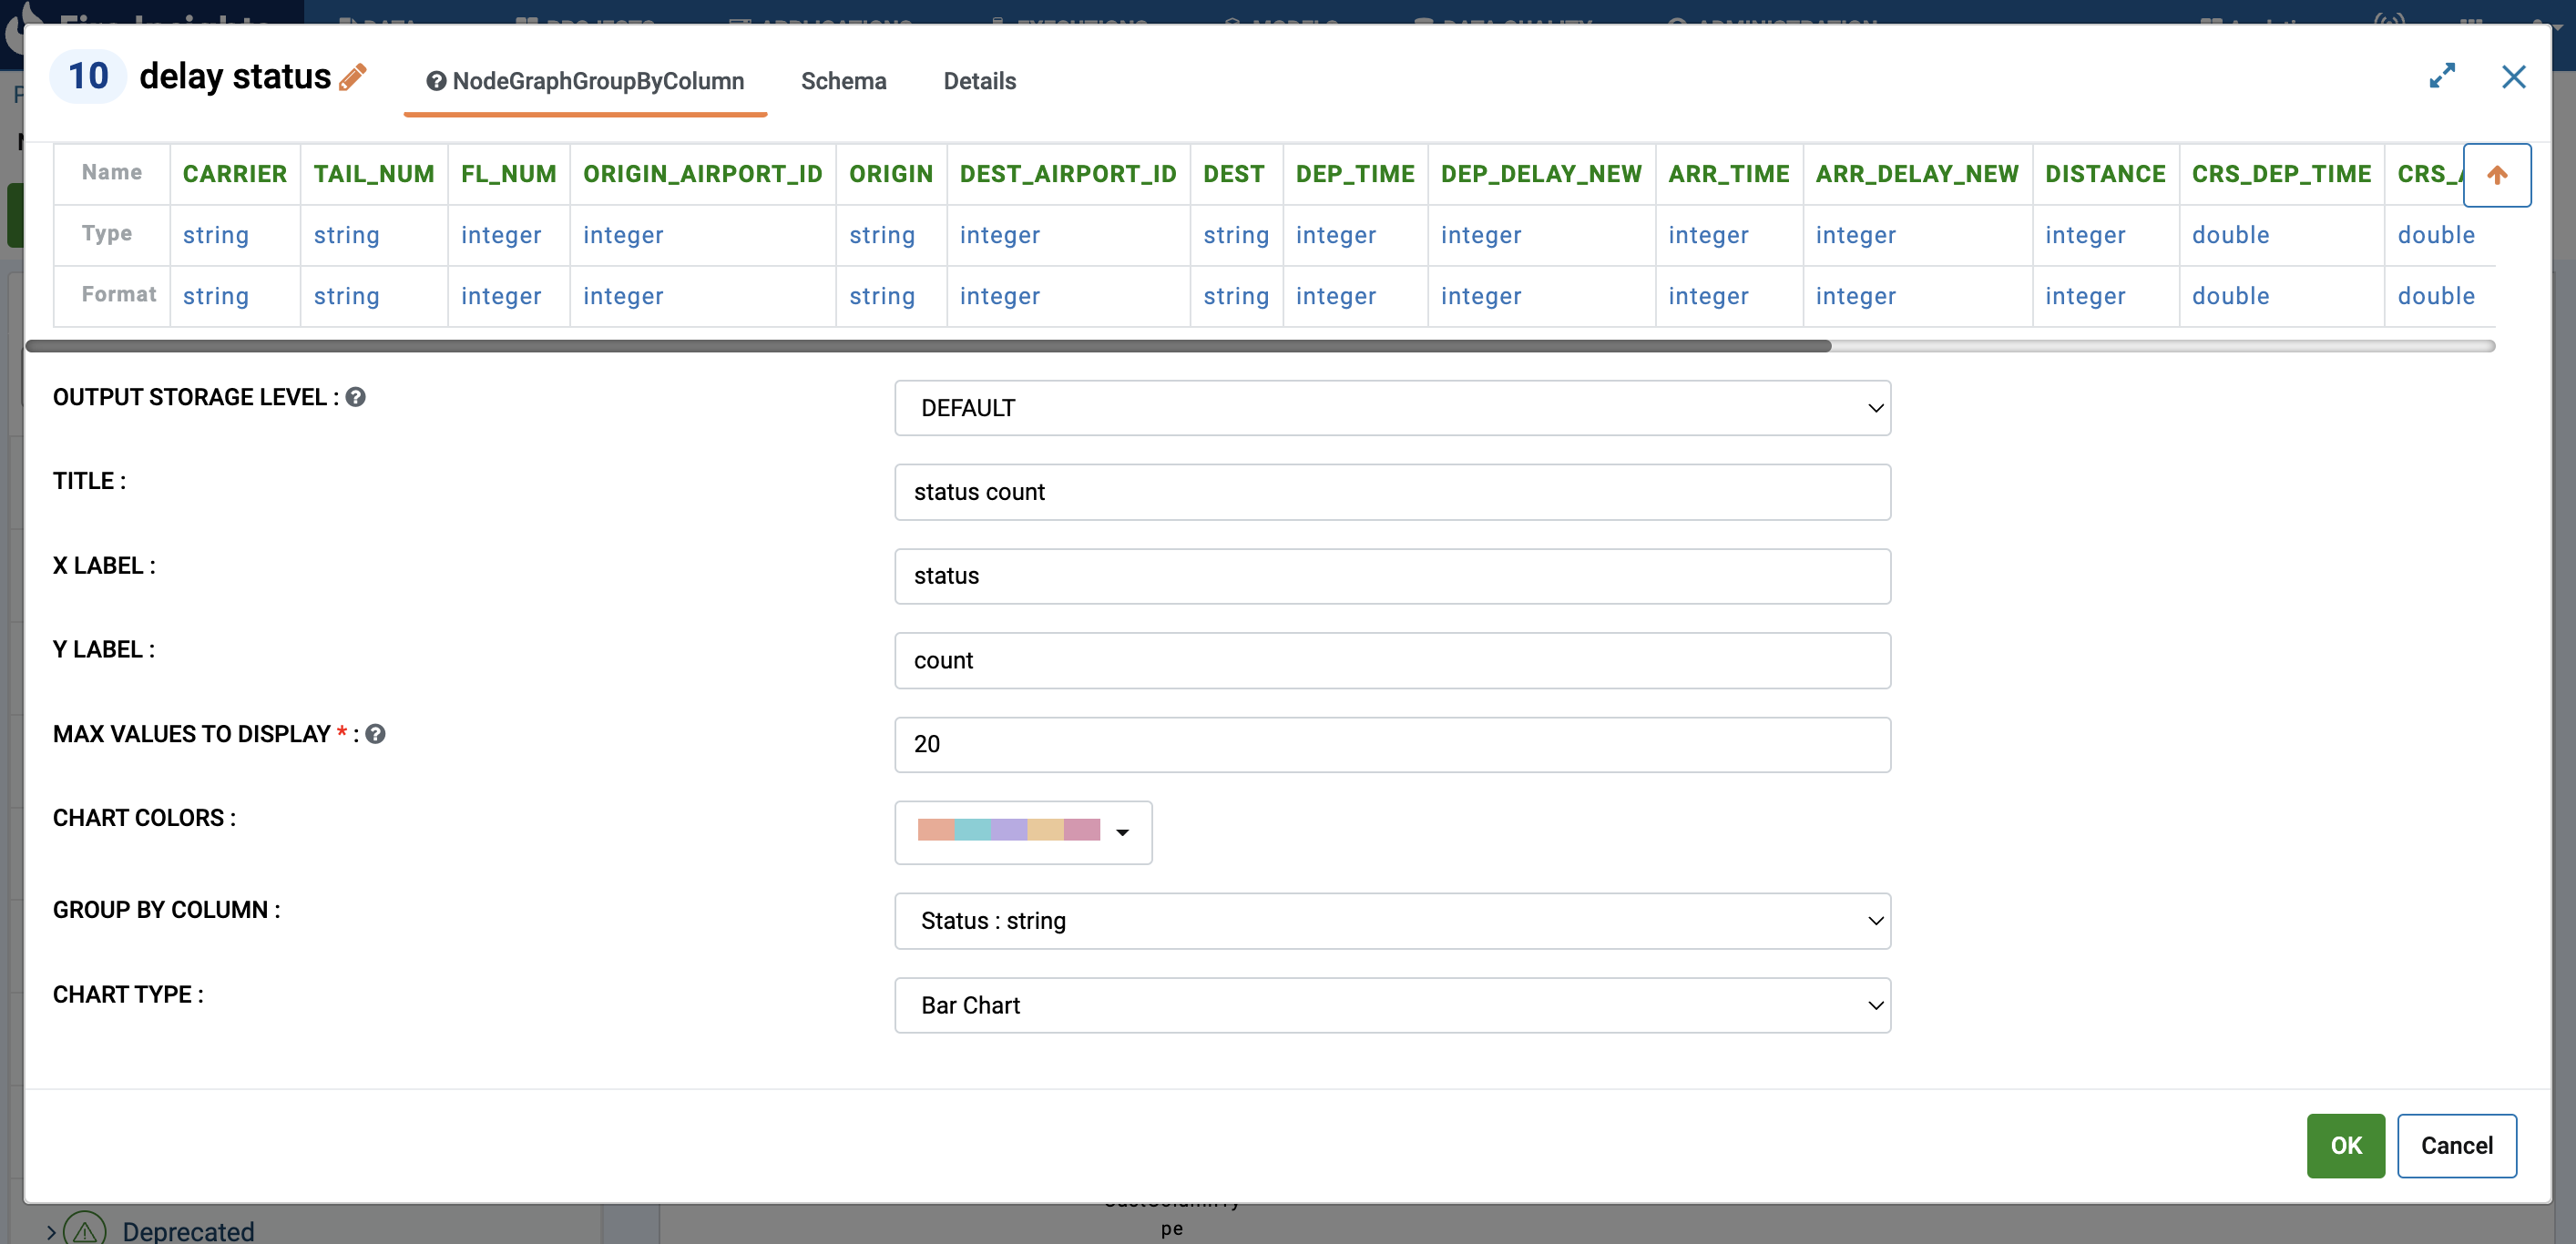 10 delay status NodeGraphGroupByColumn Schema Details
Name CARRIER TAIL_NUM FL_NUM ORIGIN_AIRPORT_ID ORIGIN DEST_AIRPORT_ID DEST DEP_TIME DEP_DELAY_NEW ARR_TIME ARR_DELAY_NEW DISTANCE CRS_DEP_TIME
Type string string integer integer string integer string integer integer integer integer integer double double
Format string string integer integer string integer string integer integer integer integer integer double double
OUTPUT STORAGE LEVEL : DEFAULT
TITLE : status count
X LABEL : status
Y LABEL : count
MAX VALUES TO DISPLAY * : 20
CHART COLORS :
GROUP BY COLUMN : Status : string
CHART TYPE : Bar Chart
OK Cancel
Deprecated
pe